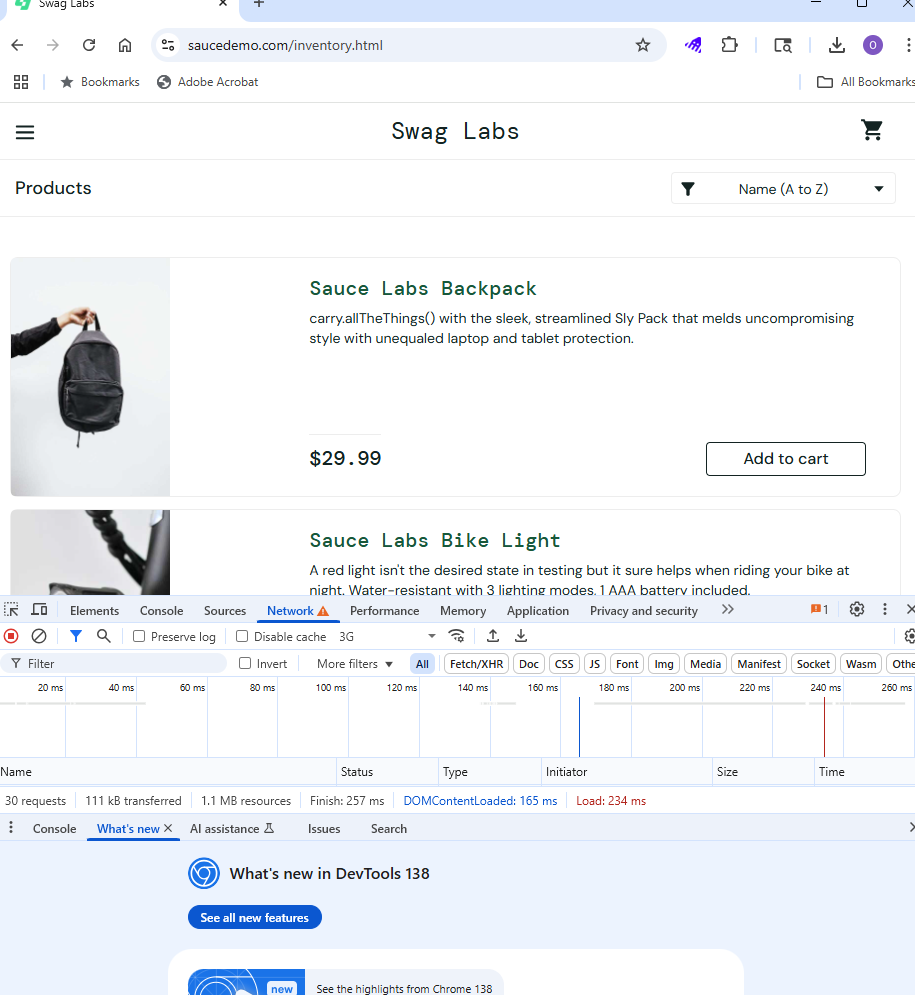 Swag Labs
saucedemo.com/inventory.html
O
Bookmarks
Adobe Acrobat
All Bookmarks
Swag Labs
Products
Name (A to Z)
Sauce Labs Backpack
carry.allTheThings() with the sleek, streamlined Sly Pack that melds uncompromising
style with unequaled laptop and tablet protection.
$29.99
Add to cart
Sauce Labs Bike Light
A red light isn't the desired state in testing but it sure helps when riding your bike at
night. Water-resistant with 3 lighting modes, 1 AAA battery included.
Elements Console Sources Network Performance Memory Application Privacy and security 1
Preserve log Disable cache 3G
Filter Invert More filters All Fetch/XHR Doc CSS JS Font Img Media Manifest Socket Wasm Othe
20 ms 40 ms 60 ms 80 ms 100 ms 120 ms 140 ms 160 ms 180 ms 200 ms 220 ms 240 ms 260 ms
Name Status Type Initiator Size Time
30 requests 111 kB transferred 1.1 MB resources Finish: 257 ms DOMContentLoaded: 165 ms Load: 234 ms
Console What's new AI assistance Issues Search
What's new in DevTools 138
See all new features
new
See the highlights from Chrome 138